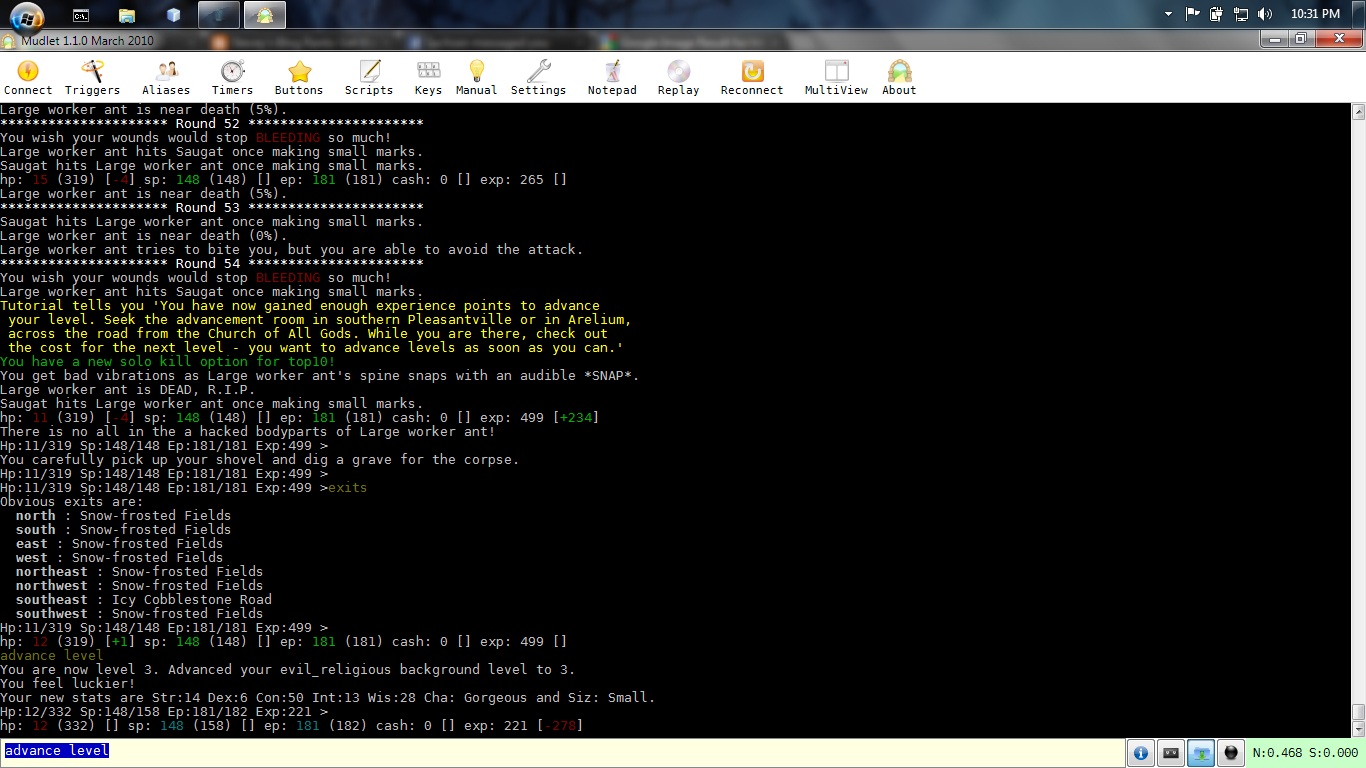 10:31 PM
Mudlet 1.1.0 March 2010
Connect Triggers Aliases Timers Buttons Scripts Keys Manual Settings Notepad Replay Reconnect MultiView About
Large worker ant is near death (5%).
******************** Round 52 *********************
You wish your wounds would stop BLEEDING so much!
Large worker ant hits Saugat once making small marks.
Saugat hits Large worker ant once making small marks.
hp: 15 (319) [-4] sp: 148 (148) [] ep: 181 (181) cash: 0 [] exp: 265 []
Large worker ant is near death (5%).
******************** Round 53 *********************
Saugat hits Large worker ant once making small marks.
Large worker ant is near death (0%).
Large worker ant tries to bite you, but you are able to avoid the attack.
******************** Round 54 *********************
You wish your wounds would stop BLEEDING so much!
Large worker ant hits Saugat once making small marks.
Tutorial tells you 'You have now gained enough experience points to advance
your level. Seek the advancement room in southern Pleasantville or in Arelium,
across the road from the Church of All Gods. While you are there, check out
the cost for the next level - you want to advance levels as soon as you can.'
You have a new solo kill option for top10!
You get bad vibrations as Large worker ant's spine snaps with an audible *SNAP*.
Large worker ant is DEAD, R.I.P.
Saugat hits Large worker ant once making small marks.
hp: 11 (319) [-4] sp: 148 (148) [] ep: 181 (181) cash: 0 [] exp: 499 [+234]
There is no all in the a hacked bodyparts of Large worker ant!
Hp:11/319 Sp:148/148 Ep:181/181 Exp:499 >
You carefully pick up your shovel and dig a grave for the corpse.
Hp:11/319 Sp:148/148 Ep:181/181 Exp:499 >
Hp:11/319 Sp:148/148 Ep:181/181 Exp:499 >exits
Obvious exits are:
north : Snow-frosted Fields
south : Snow-frosted Fields
east : Snow-frosted Fields
west : Snow-frosted Fields
northeast : Snow-frosted Fields
northwest : Snow-frosted Fields
southeast : Icy Cobblestone Road
southwest : Snow-frosted Fields
Hp:11/319 Sp:148/148 Ep:181/181 Exp:499 >
hp: 12 (319) [+1] sp: 148 (148) [] ep: 181 (181) cash: 0 [] exp: 499 []
advance level
You are now level 3. Advanced your evil_religious background level to 3.
You feel luckier!
Your new stats are Str:14 Dex:6 Con:50 Int:13 Wis:28 Cha: Gorgeous and Siz: Small.
Hp:12/332 Sp:148/158 Ep:181/182 Exp:221 >
hp: 12 (332) [] sp: 148 (158) [] ep: 181 (182) cash: 0 [] exp: 221 [-278]
advance level
N:0.468 S:0.000